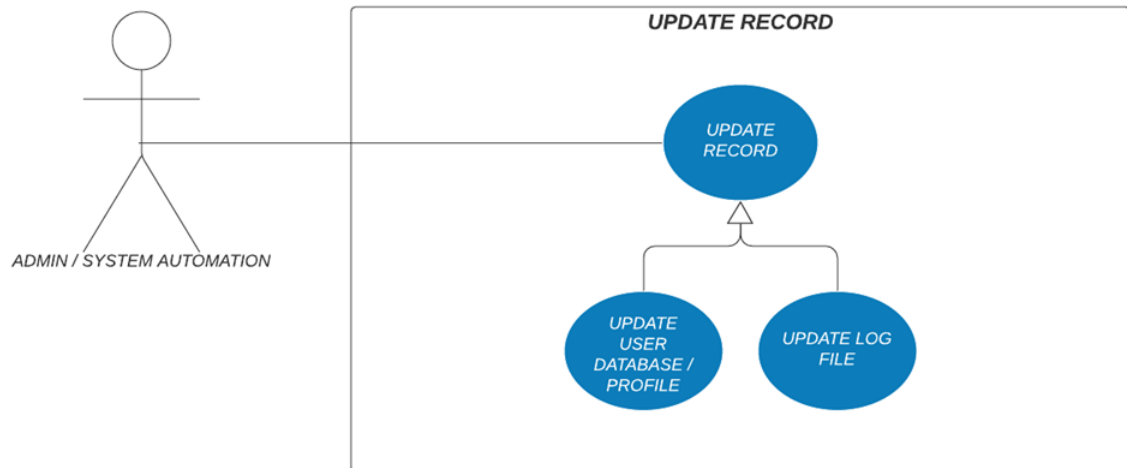 UPDATE RECORD
UPDATE
RECORD
ADMIN / SYSTEM AUTOMATION
UPDATE
USER
DATABASE /
PROFILE
UPDATE LOG
FILE